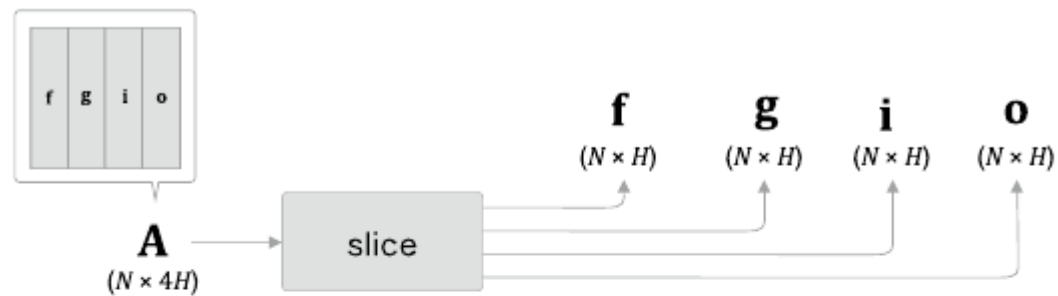 f g i o
f g i o
(N × H) (N × H) (N × H) (N × H)
A
slice
(N × 4H)